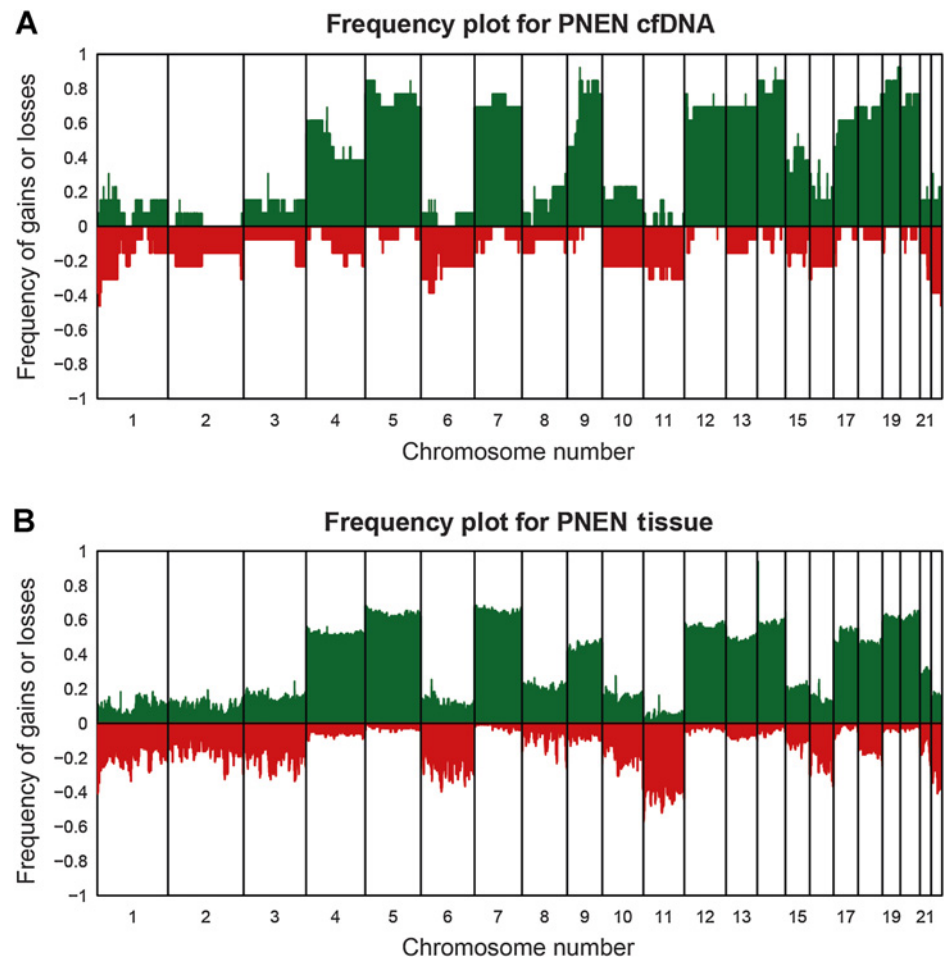 A
Frequency plot for PNEN cfDNA
Frequency of gains or losses
1
0.8
0.6
0.4
0.2
0
−0.2
−0.4
−0.6
−0.8
−1
1 2 3 4 5 6 7 8 9 10 11 12 13 15 17 19 21
Chromosome number
B
Frequency plot for PNEN tissue
Frequency of gains or losses
1
0.8
0.6
0.4
0.2
0
−0.2
−0.4
−0.6
−0.8
−1
1 2 3 4 5 6 7 8 9 10 11 12 13 15 17 19 21
Chromosome number